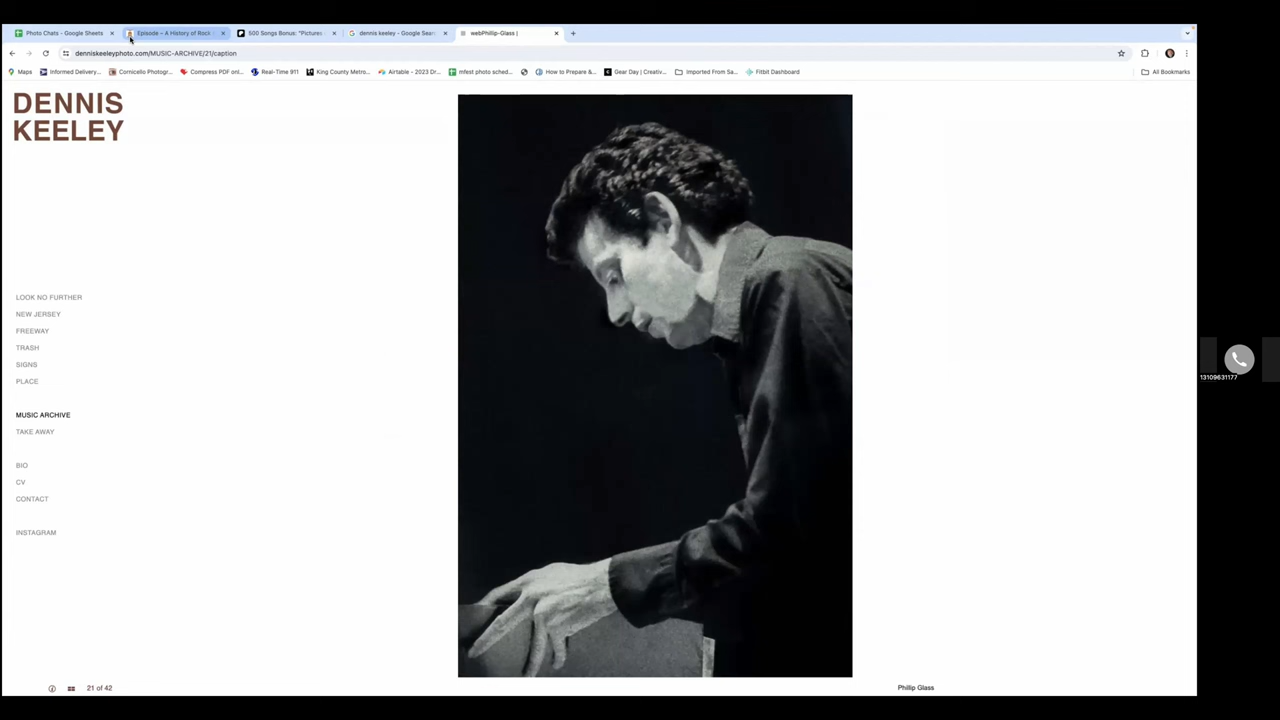 Photo Chats - Google Sheets
Episode – A History of Rock
500 Songs Bonus: "Pictures
dennis keeley - Google Sear
webPhillip-Glass |
denniskeeleyphoto.com/MUSIC-ARCHIVE/21/caption
Maps
Informed Delivery...
Cornicello Photogr...
Compress PDF onl...
Real-Time 911
King County Metro...
Airtable - 2023 Dr...
infest photo sched...
How to Prepare &...
Gear Day | Creativ...
Imported From Sa...
Fitbit Dashboard
All Bookmarks
DENNIS
KEELEY
LOOK NO FURTHER
NEW JERSEY
FREEWAY
TRASH
SIGNS
PLACE
MUSIC ARCHIVE
TAKE AWAY
BIO
CV
CONTACT
INSTAGRAM
13109631177
21 of 42
Phillip Glass